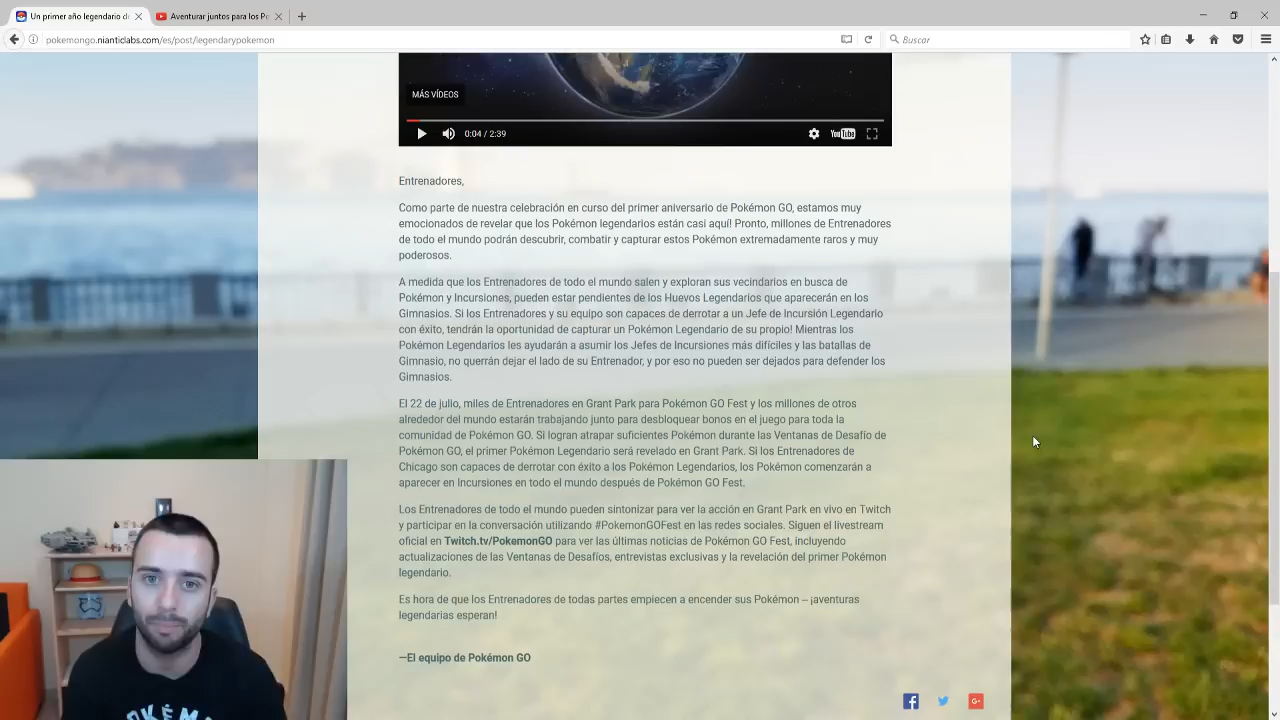 Un primer año legendario d
Aventurar juntos para los P
pokemongo.nianticlabs.com/es/post/legendarypokemon
Buscar
MÁS VÍDEOS
0:04 / 2:39
YouTube
Entrenadores,
Como parte de nuestra celebración en curso del primer aniversario de Pokémon GO, estamos muy
emocionados de revelar que los Pokémon legendarios están casi aquí! Pronto, millones de Entrenadores
de todo el mundo podrán descubrir, combatir y capturar estos Pokémon extremadamente raros y muy
poderosos.
A medida que los Entrenadores de todo el mundo salen y exploran sus vecindarios en busca de
Pokémon y Incursiones, pueden estar pendientes de los Huevos Legendarios que aparecerán en los
Gimnasios. Si los Entrenadores y su equipo son capaces de derrotar a un Jefe de Incursión Legendario
con éxito, tendrán la oportunidad de capturar un Pokémon Legendario de su propio! Mientras los
Pokémon Legendarios les ayudarán a asumir los Jefes de Incursiones más difíciles y las batallas de
Gimnasio, no querrán dejar el lado de su Entrenador, y por eso no pueden ser dejados para defender los
Gimnasios.
El 22 de julio, miles de Entrenadores en Grant Park para Pokémon GO Fest y los millones de otros
alrededor del mundo estarán trabajando junto para desbloquear bonos en el juego para toda la
comunidad de Pokémon GO. Si logran atrapar suficientes Pokémon durante las Ventanas de Desafío de
Pokémon GO, el primer Pokémon Legendario será revelado en Grant Park. Si los Entrenadores de
Chicago son capaces de derrotar con éxito a los Pokémon Legendarios, los Pokémon comenzarán a
aparecer en Incursiones en todo el mundo después de Pokémon GO Fest.
Los Entrenadores de todo el mundo pueden sintonizar para ver la acción en Grant Park en vivo en Twitch
y participar en la conversación utilizando #PokemonGOFest en las redes sociales. Siguen el livestream
oficial en Twitch.tv/PokemonGO para ver las últimas noticias de Pokémon GO Fest, incluyendo
actualizaciones de las Ventanas de Desafíos, entrevistas exclusivas y la revelación del primer Pokémon
legendario.
Es hora de que los Entrenadores de todas partes empiecen a encender sus Pokémon – ¡aventuras
legendarias esperan!
—El equipo de Pokémon GO
G+
POKÉM